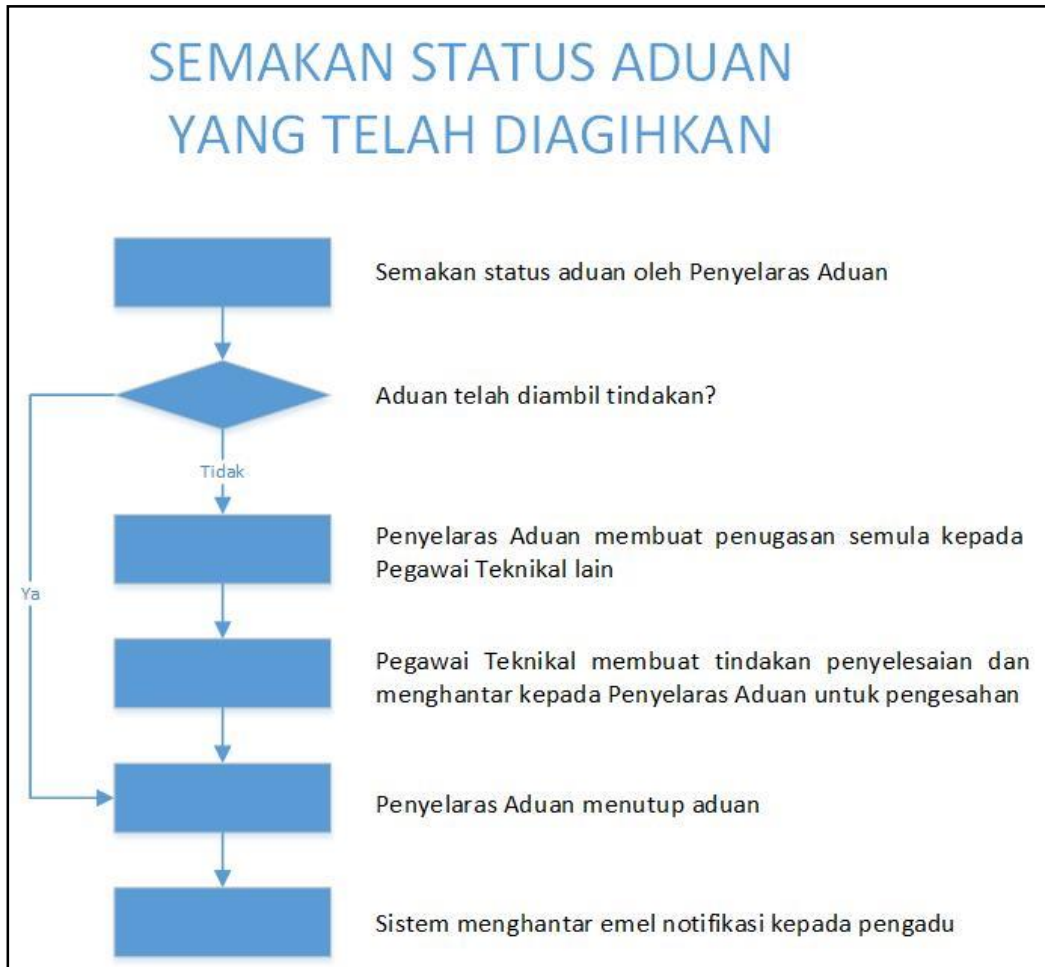 SEMAKAN STATUS ADUAN
YANG TELAH DIAGIHKAN
Semakan status aduan oleh Penyelaras Aduan
Aduan telah diambil tindakan?
Tidak
Penyelaras Aduan membuat penugasan semula kepada
Pegawai Teknikal lain
Ya
Pegawai Teknikal membuat tindakan penyelesaian dan
menghantar kepada Penyelaras Aduan untuk pengesahan
Penyelaras Aduan menutup aduan
Sistem menghantar emel notifikasi kepada pengadu